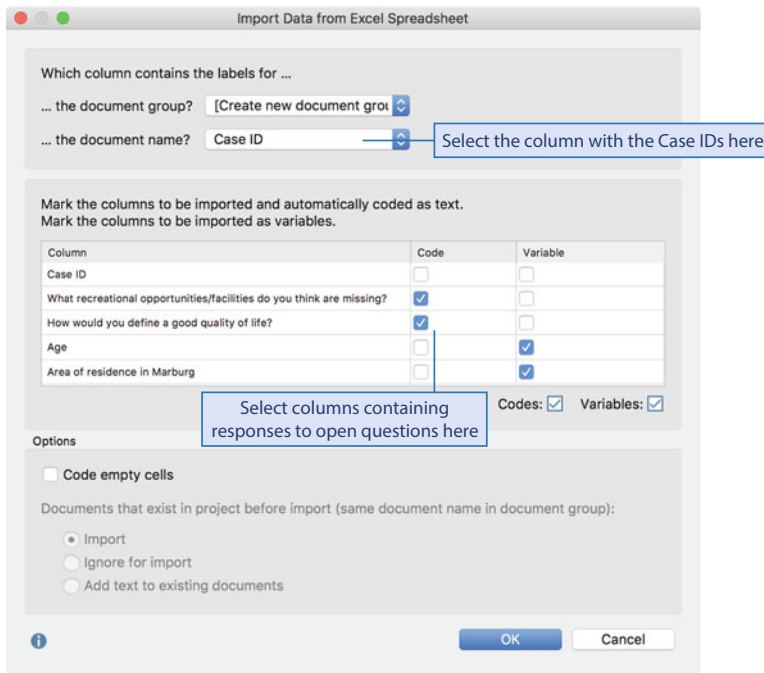 Import Data from Excel Spreadsheet
Which column contains the labels for ...
... the document group? [Create new document grou
... the document name? Case ID
Select the column with the Case IDs here
Mark the columns to be imported and automatically coded as text.
Mark the columns to be imported as variables.
Column Code Variable
Case ID
What recreational opportunities/facilities do you think are missing?
How would you define a good quality of life?
Age
Area of residence in Marburg
Select columns containing
responses to open questions here
Codes: Variables:
Options
Code empty cells
Documents that exist in project before import (same document name in document group):
Import
Ignore for import
Add text to existing documents
OK Cancel